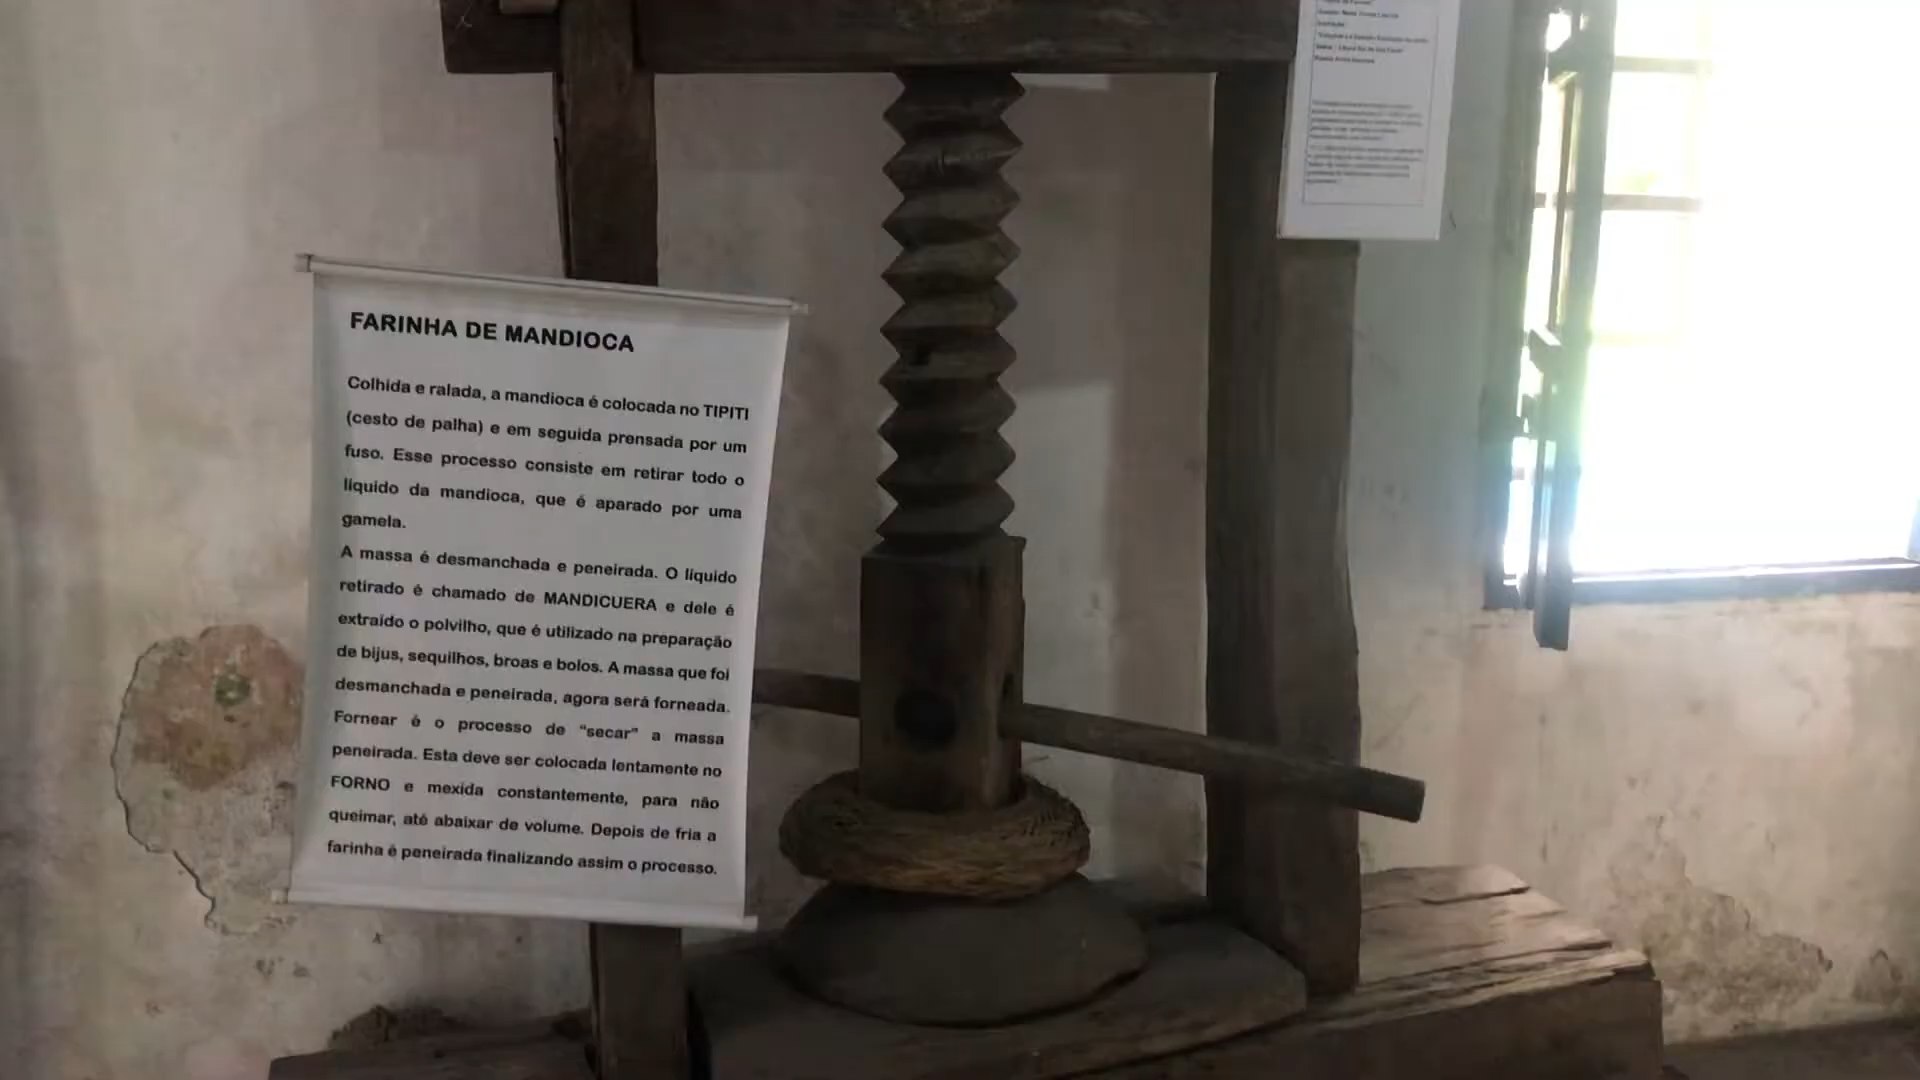 FARINHA DE MANDIOCA
Colhida e ralada, a mandioca é colocada no TIPITI
(cesto de palha) e em seguida prensada por um
fuso. Esse processo consiste em retirar todo o
líquido da mandioca, que é aparado por uma
gamela.
A massa é desmanchada e peneirada. O líquido
retirado é chamado de MANDICUERA e dele é
extraído o polvilho, que é utilizado na preparação
de bijus, sequilhos, broas e bolos. A massa que foi
desmanchada e peneirada, agora será forneada.
Fornear é o processo de “secar” a massa
peneirada. Esta deve ser colocada lentamente no
FORNO e mexida constantemente, para não
queimar, até abaixar de volume. Depois de fria a
farinha é peneirada finalizando assim o processo.